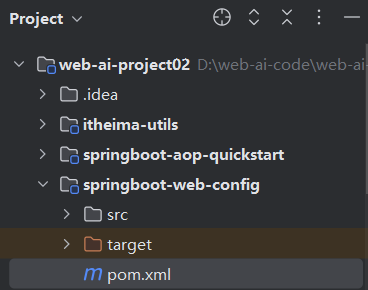 Project
web-ai-project02 D:\web-ai-code\web-ai
.idea
itheima-utils
springboot-aop-quickstart
springboot-web-config
src
target
m pom.xml